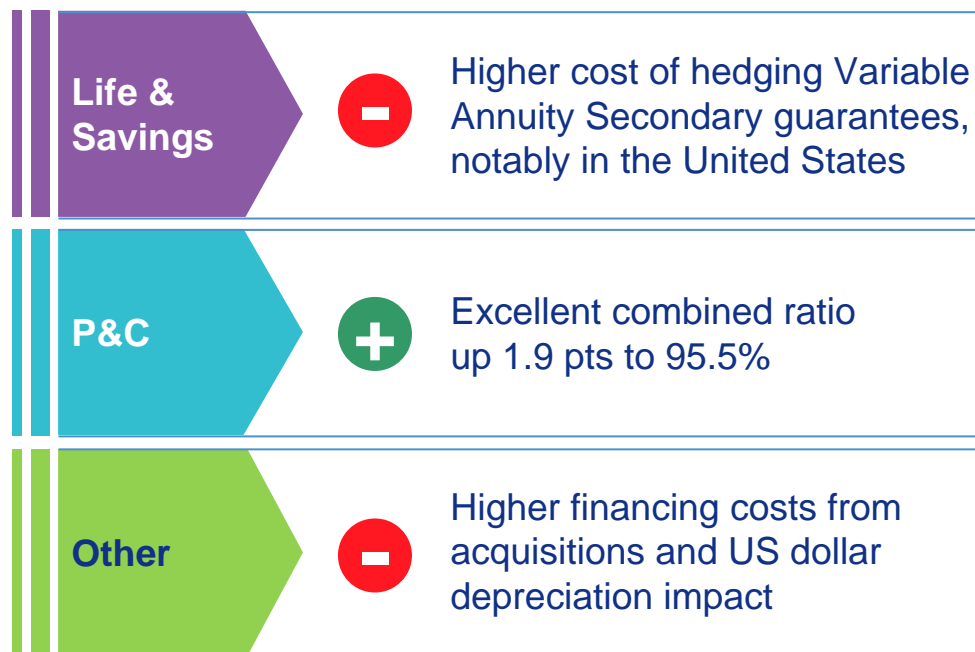 Life &
Savings
Higher cost of hedging Variable
Annuity Secondary guarantees,
notably in the United States
P&C
Excellent combined ratio
up 1.9 pts to 95.5%
Other
Higher financing costs from
acquisitions and US dollar
depreciation impact